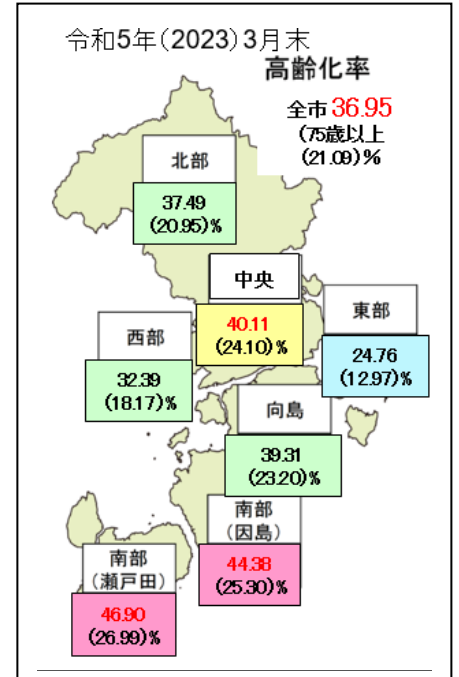 令和5年(2023)3月末
高齢化率
全市 36.95
(75歳以上
(21.09)%
北部
37.49
(20.95)%
中央
40.11
(24.10)%
東部
24.76
(12.97)%
西部
32.39
(18.17)%
向島
39.31
(23.20)%
南部
(因島)
44.38
(25.30)%
南部
(瀬戸田)
46.90
(26.99)%